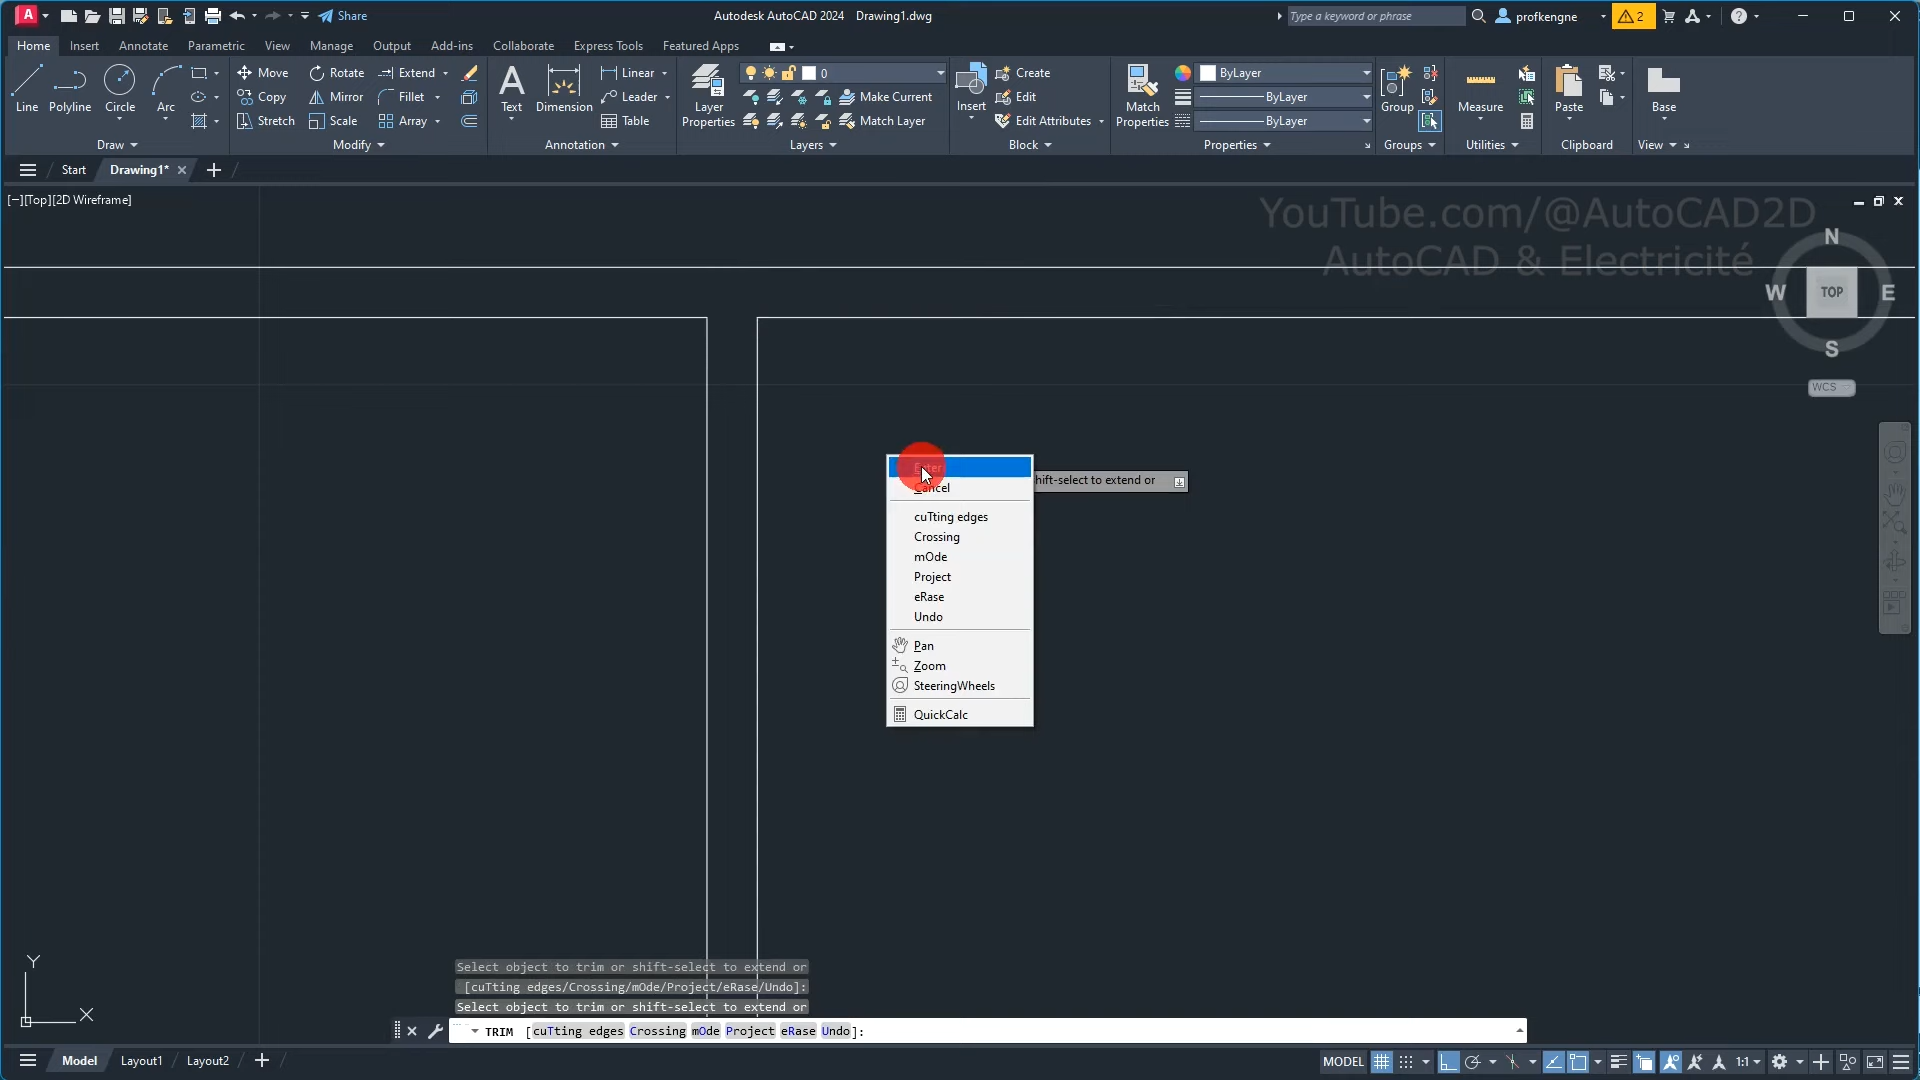 Share
Autodesk AutoCAD 2024 Drawing1.dwg
Type a keyword or phrase
profkengne
2
Home Insert Annotate Parametric View Manage Output Add-ins Collaborate Express Tools Featured Apps
Move Rotate Extend Linear 0 Create ByLayer
Copy Mirror Fillet Leader Make Current Edit ByLayer
Line Polyline Circle Arc Text Dimension Layer Properties Insert Match Properties Group Measure Paste Base
Stretch Scale Array Table Match Layer Edit Attributes ByLayer
Draw Modify Annotation Layers Block Properties Groups Utilities Clipboard View
Start Drawing1*
[−][Top][2D Wireframe]
YouTube.com/@AutoCAD2D
AutoCAD & Electricité
N
W TOP E
S
WCS
Enter
hift-select to extend or
Cancel
cuTting edges
Crossing
mOde
Project
eRase
Undo
Pan
Zoom
SteeringWheels
QuickCalc
Y
X
Select object to trim or shift-select to extend or
[cuTting edges/Crossing/mOde/Project/eRase/Undo]:
Select object to trim or shift-select to extend or
TRIM [cuTting edges Crossing mOde Project eRase Undo]:
Model Layout1 Layout2
MODEL 1:1